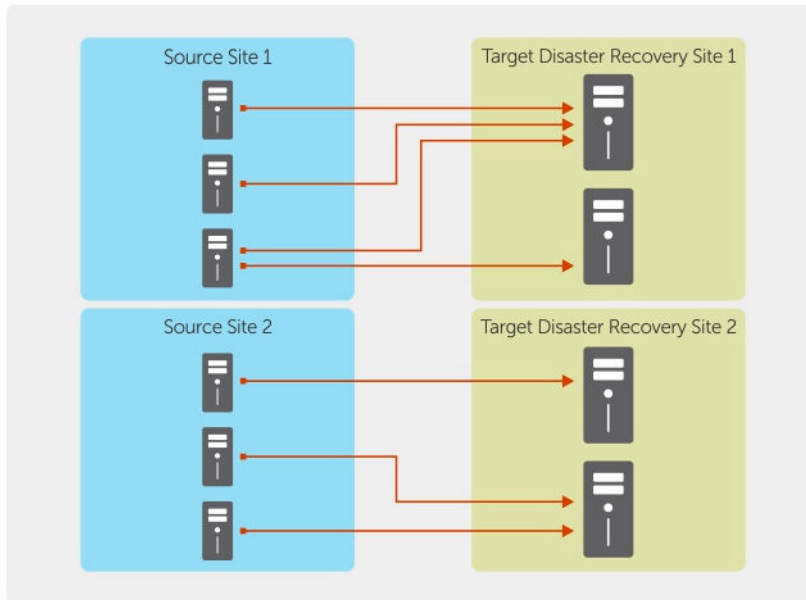 Source Site 1
Target Disaster Recovery Site 1
Source Site 2
Target Disaster Recovery Site 2